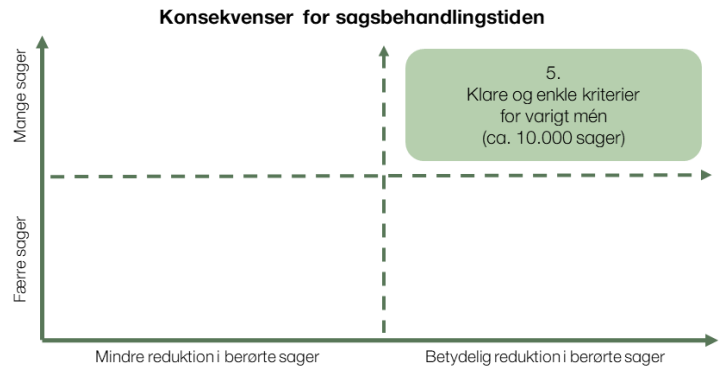 Konsekvenser for sagsbehandlingstiden
Mange sager
5.
Klare og enkle kriterier
for varigt mén
(ca. 10.000 sager)
Færre sager
Mindre reduktion i berørte sager
Betydelig reduktion i berørte sager